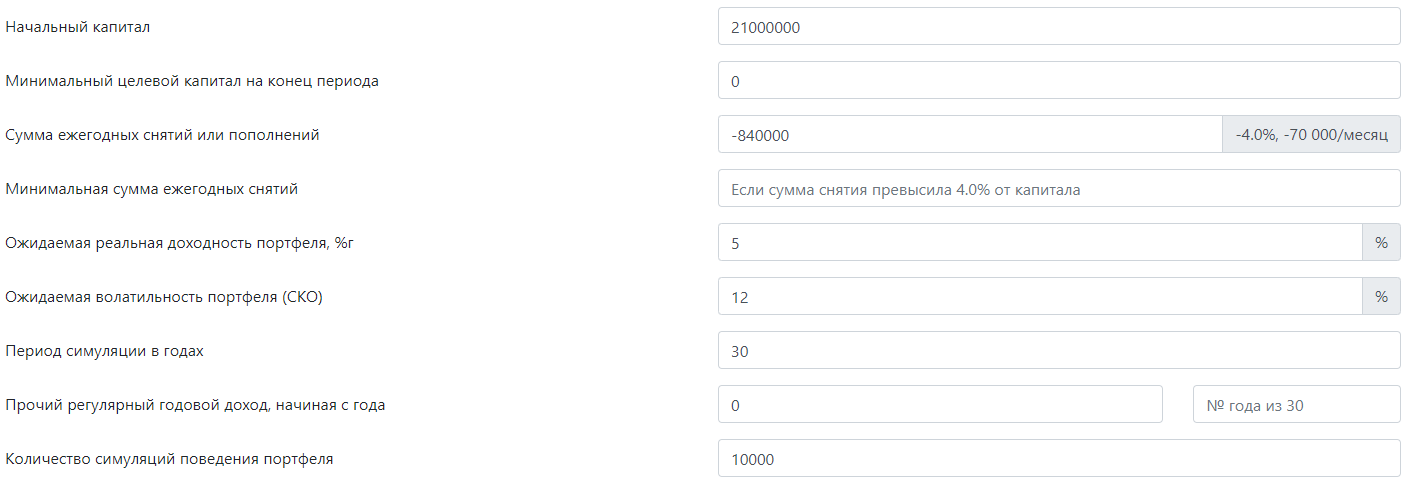 Начальный капитал
21000000
Минимальный целевой капитал на конец периода
0
Сумма ежегодных снятий или пополнений
-840000
-4.0%, -70 000/месяц
Минимальная сумма ежегодных снятий
Если сумма снятия превысила 4.0% от капитала
Ожидаемая реальная доходность портфеля, %г
5
%
Ожидаемая волатильность портфеля (СКО)
12
%
Период симуляции в годах
30
Прочий регулярный годовой доход, начиная с года
0
№ года из 30
Количество симуляций поведения портфеля
10000